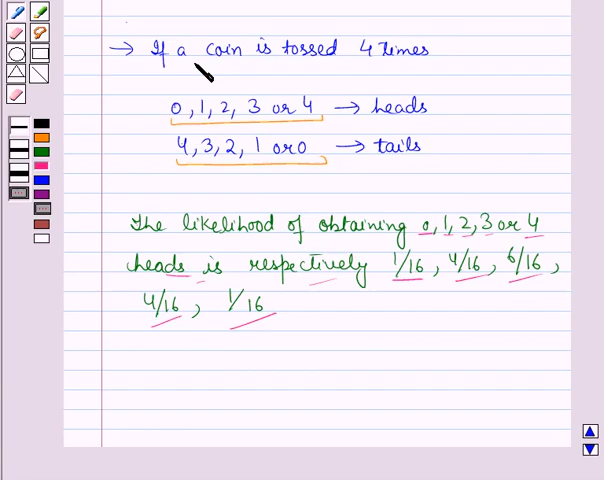 → If a coin is tossed 4 times
0, 1, 2, 3 or 4 → heads
4, 3, 2, 1 or 0 → tails
The likelihood of obtaining 0, 1, 2, 3 or 4
heads is respectively 1/16, 4/16, 6/16,
4/16, 1/16